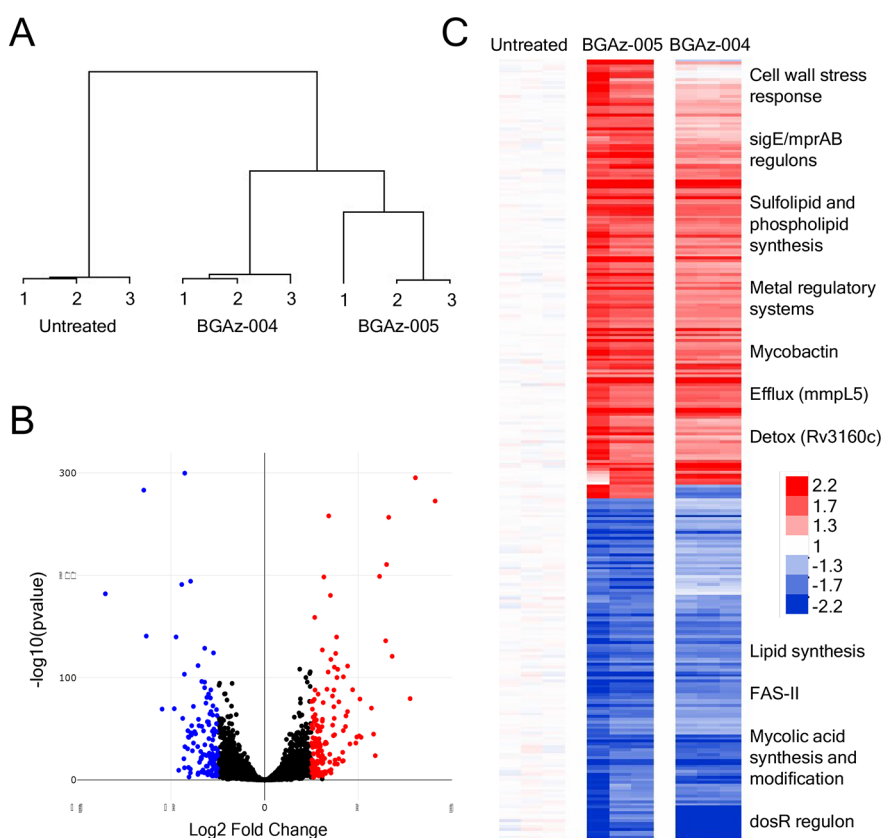 A
1
2
3
1
2
3
1
2
3
Untreated
BGAz-004
BGAz-005
B
300
100
0
0
-log10(pvalue)
Log2 Fold Change
C
Untreated
BGAz-005
BGAz-004
Cell wall stress
response
sigE/mprAB
regulons
Sulfolipid and
phospholipid
synthesis
Metal regulatory
systems
Mycobactin
Efflux (mmpL5)
Detox (Rv3160c)
2.2
1.7
1.3
1
-1.3
-1.7
-2.2
Lipid synthesis
FAS-II
Mycolic acid
synthesis and
modification
dosR regulon